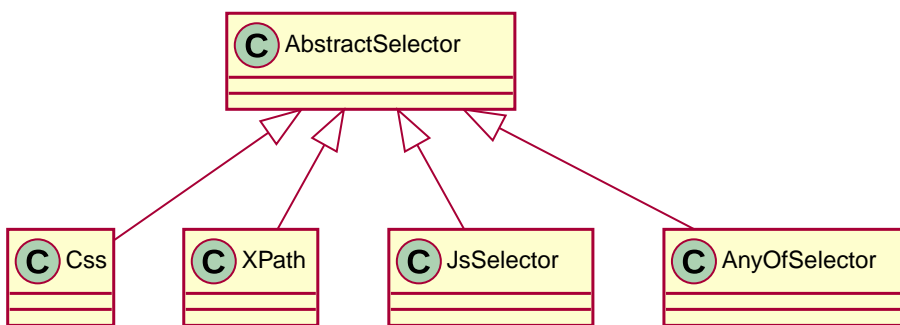 C AbstractSelector
C Css
C XPath
C JsSelector
C AnyOfSelector